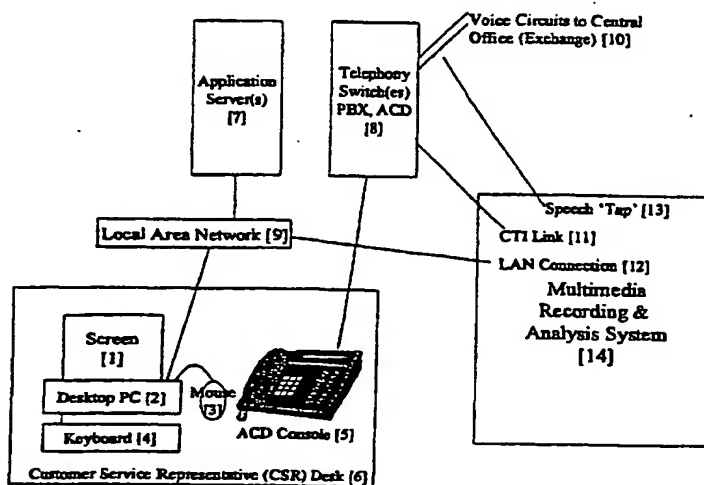 Voice Circuits to Central
Office (Exchange) [10]
Application
Server(s)
[7]
Telephony
Switch(es)
PBX, ACD
[8]
Speech 'Tap' [13]
CTI Link [11]
LAN Connection [12]
Local Area Network [9]
Multimedia
Recording &
Analysis System
[14]
Screen
[1]
Desktop PC [2]
Mouse
[3]
Keyboard [4]
ACD Console [5]
Customer Service Representative (CSR) Desk [6]